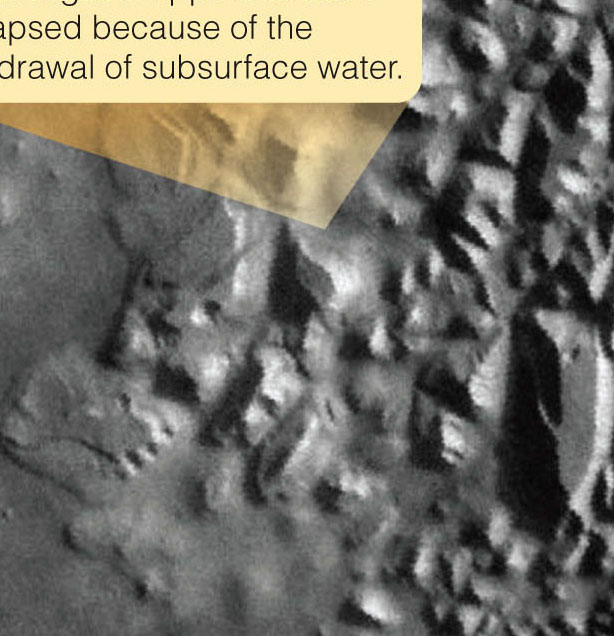 apsed because of the
drawal of subsurface water.